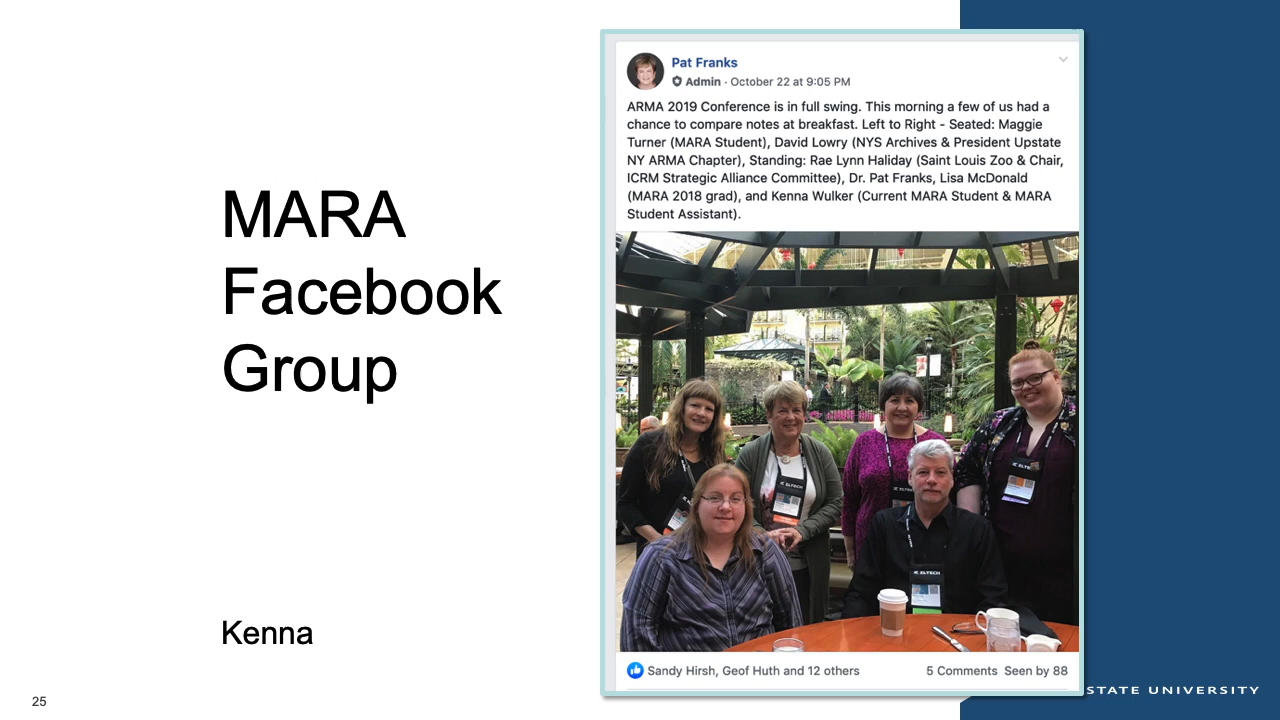 MARA
Facebook
Group
Kenna
25
Pat Franks
Admin · October 22 at 9:05 PM
ARMA 2019 Conference is in full swing. This morning a few of us had a
chance to compare notes at breakfast. Left to Right - Seated: Maggie
Turner (MARA Student), David Lowry (NYS Archives & President Upstate
NY ARMA Chapter), Standing: Rae Lynn Haliday (Saint Louis Zoo & Chair,
ICRM Strategic Alliance Committee), Dr. Pat Franks, Lisa McDonald
(MARA 2018 grad), and Kenna Wulker (Current MARA Student & MARA
Student Assistant).
ELTECH
ELTECH
Sandy Hirsh, Geof Huth and 12 others
5 Comments Seen by 88
STATE UNIVERSITY